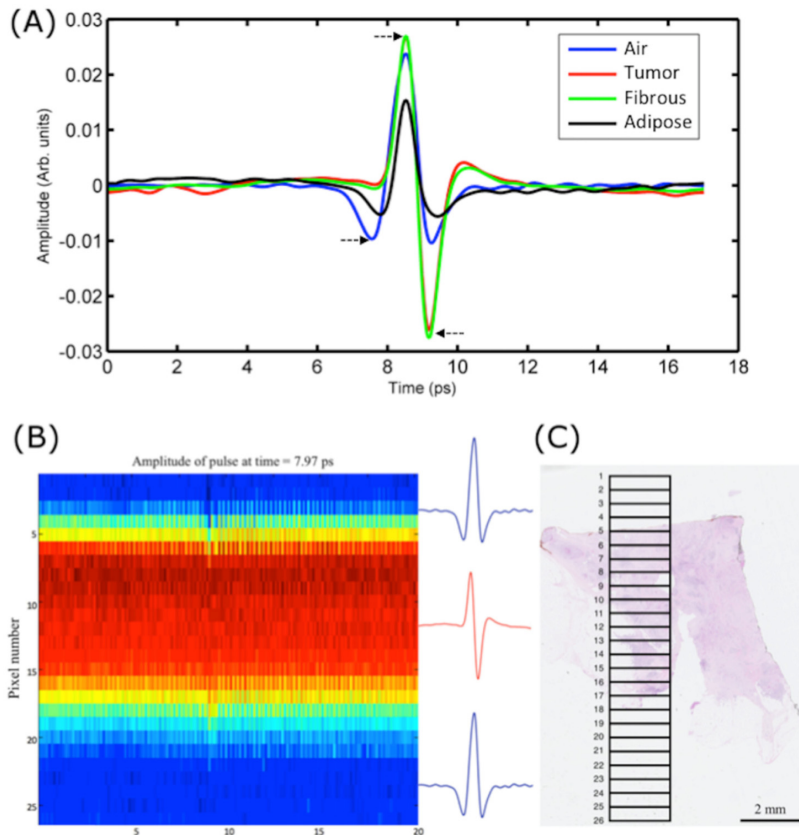 (A)
0.03
0.02
0.01
0
-0.01
-0.02
-0.03
Amplitude (Arb. units)
Air
Tumor
Fibrous
Adipose
0 2 4 6 8 10 12 14 16 18
Time (ps)
(B)
Amplitude of pulse at time = 7.97 ps
Pixel number
5
10
15
20
25
5 10 15 20
(C)
1
2
3
4
5
6
7
8
9
10
11
12
13
14
15
16
17
18
19
20
21
22
23
24
25
26
2 mm